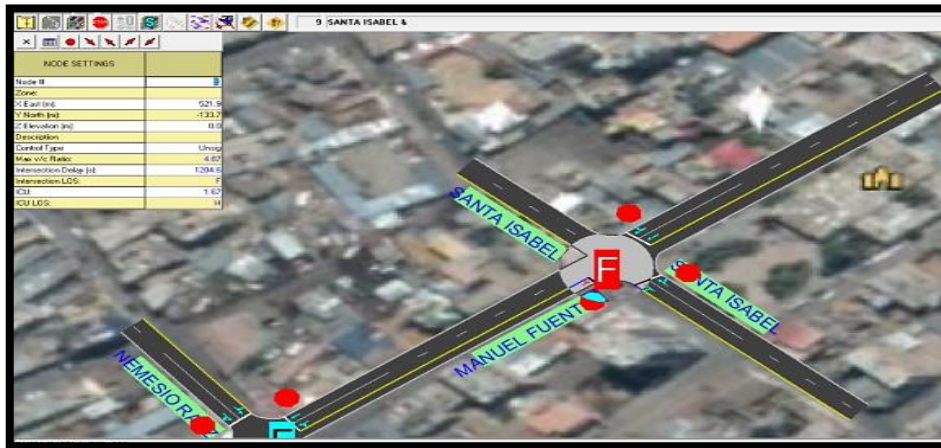 9 SANTA ISABEL &
NODE SETTINGS
Node #
Zone:
X East (m): 521.9
Y North (m): -133.7
Z Elevation (m): 0.0
Description
Control Type Unsig
Max v/c Ratio: 4.87
Intersection Delay (s): 1204.6
Intersection LOS: F
ICU: 1.67
ICU LOS: H
SANTA ISABEL
F
SANTA ISABEL
MANUEL FUENT